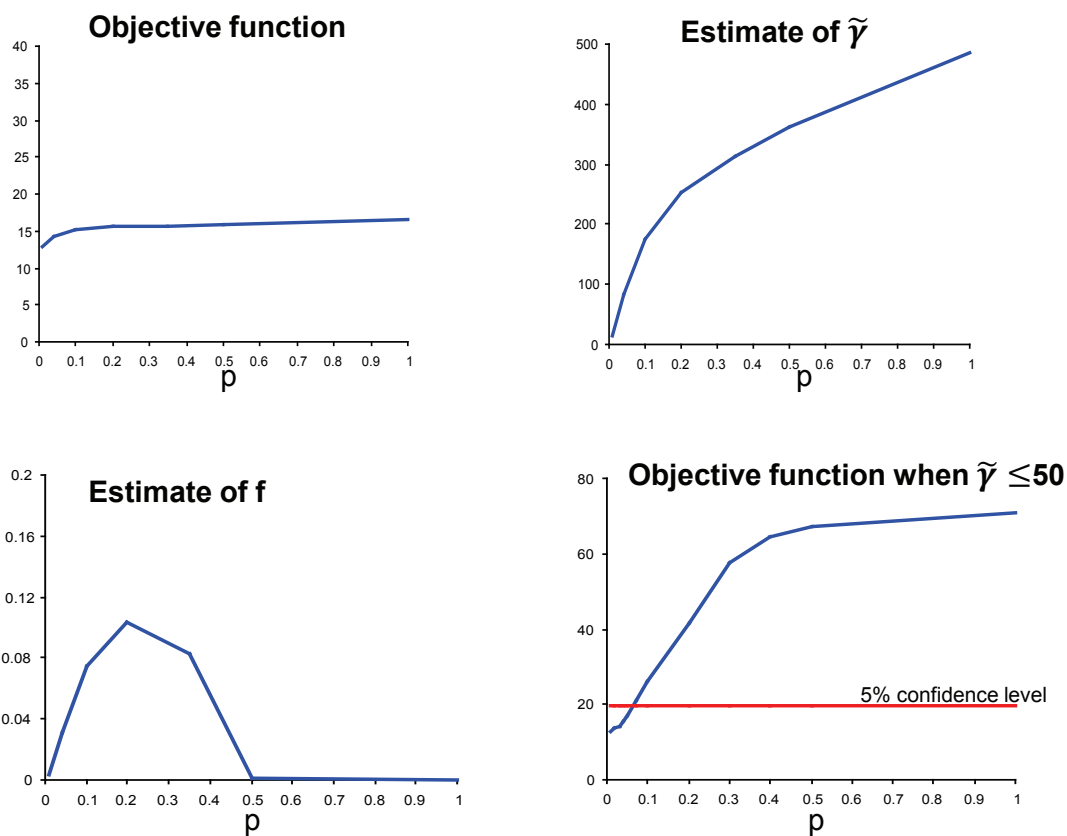 Objective function
40
35
30
25
20
15
10
5
0
0 0.1 0.2 0.3 0.4 0.5 0.6 0.7 0.8 0.9 1
p
Estimate of γ̃
500
400
300
200
100
0
0 0.1 0.2 0.3 0.4 0.5 0.6 0.7 0.8 0.9 1
p
Estimate of f
0.2
0.16
0.12
0.08
0.04
0
0 0.1 0.2 0.3 0.4 0.5 0.6 0.7 0.8 0.9 1
p
Objective function when γ̃ ≤50
80
60
40
5% confidence level
20
0
0 0.1 0.2 0.3 0.4 0.5 0.6 0.7 0.8 0.9 1
p